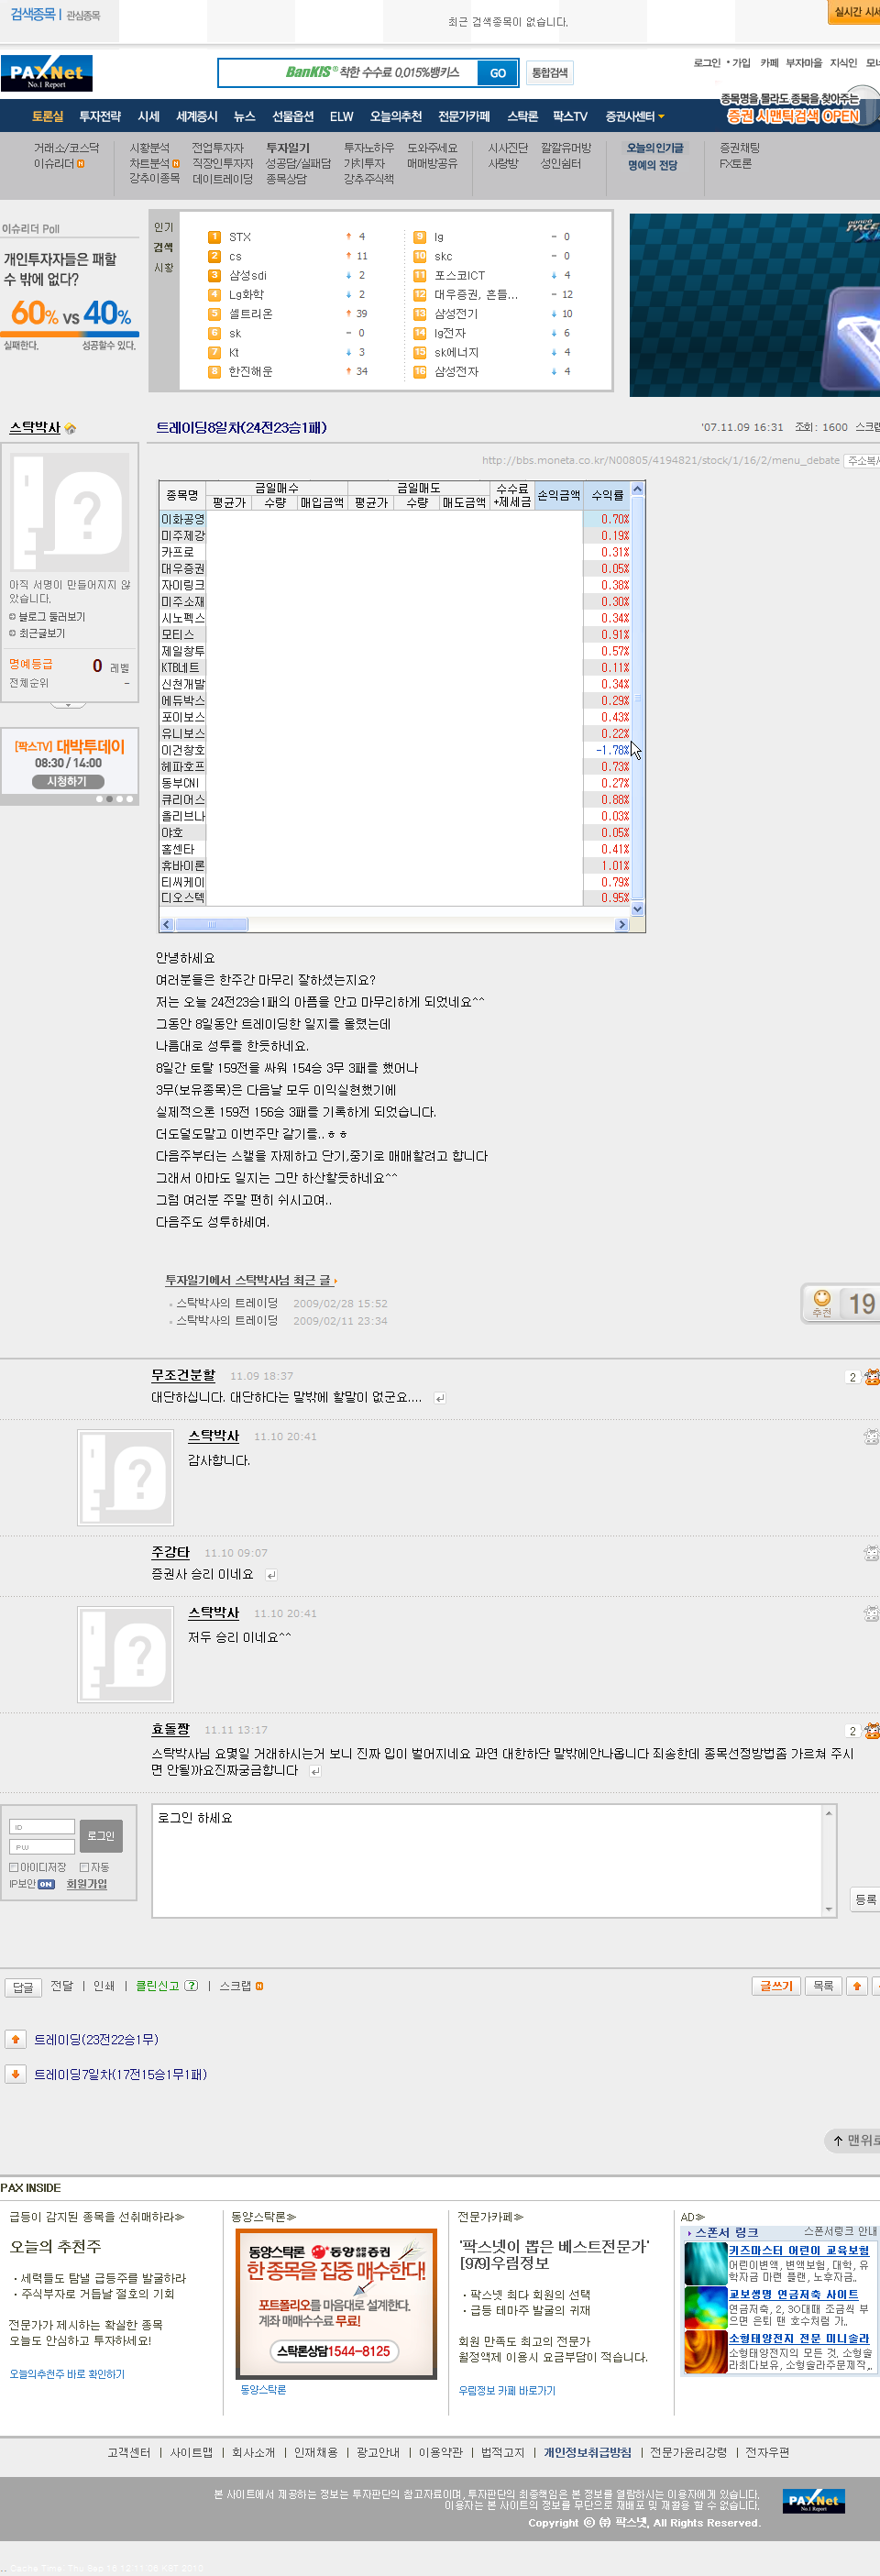 검색종목 | 관심종목
최근 검색종목이 없습니다.
실시간 시세
PAXNet
No.1 Report
BanKIS® 착한 수수료 0.015%뱅키스
GO
통합검색
로그인 • 가입 카페 부자마을 지식인 모네
토론실 투자전략 시세 세계증시 뉴스 선물옵션 ELW 오늘의추천 전문가카페 스탁론 팍스TV 증권사센터
종목명을 몰라도 종목을 찾아주는
증권 시맨틱검색 OPEN
거래소/코스닥 시황분석 전업투자자 투자일기 투자노하우 도와주세요 시사진단 깔깔유머방 오늘의인기글 증권채팅
이슈리더 차트분석 직장인투자자 성공담/실패담 가치투자 매매방공유 사랑방 성인쉼터 명예의 전당 FX토론
강추이종목 데이트레이딩 종목상담 강추주식책
이슈리더 Poll
개인투자자들은 패할
수 밖에 없다?
60% vs 40%
실패한다. 성공할수 있다.
인기
검색
시황
1 STX 4
2 cs 11
3 삼성sdi 2
4 Lg화학 2
5 셀트리온 39
6 sk 0
7 Kt 3
8 한진해운 34
9 lg 0
10 skc 0
11 포스코ICT 4
12 대우증권, 흔들... 12
13 삼성전기 10
14 lg전자 6
15 sk에너지 4
16 삼성전자 4
스탁박사
트레이딩8일차(24전23승1패)
'07.11.09 16:31 조회 : 1600 스크랩
http://bbs.moneta.co.kr/N00805/4194821/stock/1/16/2/menu_debate 주소복사
아직 서명이 만들어지지 않
았습니다.
블로그 둘러보기
최근글보기
명예등급 0 레벨
전체순위 -
[팍스TV] 대박투데이
08:30 / 14:00
시청하기
종목명 금일매수 금일매도 수수료+제세금 손익금액 수익률
평균가 수량 매입금액 평균가 수량 매도금액
이화공영 0.70%
미주제강 0.19%
카프로 0.31%
대우증권 0.05%
자이링크 0.38%
미주소재 0.30%
시노펙스 0.34%
모티스 0.91%
제일창투 0.57%
KTB네트 0.11%
신천개발 0.34%
에듀박스 0.29%
포이보스 0.43%
유니보스 0.22%
이건창호 -1.78%
헤파호프 0.73%
동부CNI 0.27%
큐리어스 0.88%
올리브나 0.03%
야호 0.05%
홈센타 0.41%
휴바이론 1.01%
티씨케이 0.79%
디오스텍 0.95%
안녕하세요
여러분들은 한주간 마무리 잘하셨는지요?
저는 오늘 24전23승1패의 아픔을 안고 마무리하게 되었네요^^
그동안 8일동안 트레이딩한 일지를 올렸는데
나름대로 성투를 한듯하네요.
8일간 토탈 159전을 싸워 154승 3무 3패를 했머나
3무(보유종목)은 다음날 모두 이익실현했기에
실제적으론 159전 156승 3패를 기록하게 되었습니다.
더도덜도말고 이번주만 같기를..ㅎㅎ
다음주부터는 스캘을 자제하고 단기,중기로 매매할려고 합니다
그래서 아마도 일지는 그만 하산할듯하네요^^
그럼 여러분 주말 편히 쉬시고여..
다음주도 성투하세여.
투자일기에서 스탁박사님 최근 글
스탁박사의 트레이딩 2009/02/28 15:52
스탁박사의 트레이딩 2009/02/11 23:34
추천 19
무조건분할 11.09 18:37
2
대단하십니다. 대단하다는 말밖에 할말이 없군요....
스탁박사 11.10 20:41
감사합니다.
주강타 11.10 09:07
증권사 승리 이네요
스탁박사 11.10 20:41
저두 승리 이네요^^
효돌짱 11.11 13:17
2
스탁박사님 요몇일 거래하시는거 보니 진짜 입이 벌어지네요 과연 대한하단 말밖에안나옵니다 죄송한데 종목선정방법좀 가르쳐 주시
면 안될까요진짜궁금합니다
ID
PW
로그인
아이디저장 자동
IP보안 ON 회원가입
로그인 하세요
등록
답글 전달 | 인쇄 | 클린신고 | 스크랩
글쓰기 목록
트레이딩(23전22승1무)
트레이딩7일차(17전15승1무1패)
맨위로
PAX INSIDE
급등이 감지된 종목을 선취매하라≫
오늘의 추천주
· 세력들도 탐낼 급등주를 발굴하라
· 주식부자로 거듭날 절호의 기회
전문가가 제시하는 확실한 종목
오늘도 안심하고 투자하세요!
오늘의추천주 바로 확인하기
동양스탁론≫
동양스탁론 동양종합금융증권
한 종목을 집중 매수한다!
포트폴리오를 마음대로 설계한다.
계좌 매매수수료 무료!
스탁론상담1544-8125
동양스탁론
전문가카페≫
'팍스넷이 뽑은 베스트전문가'
[979]우림정보
· 팍스넷 최다 회원의 선택
· 급등 테마주 발굴의 귀재
회원 만족도 최고의 전문가
월정액제 이용시 요금부담이 적습니다.
우림정보 카페 바로가기
AD≫
스폰서 링크 스폰서링크 안내
키즈마스터 어린이 교육보험
어린이변액, 변액보험, 대학, 유
학자금 마련 플랜, 노후자금..
교보생명 연금저축 사이트
연금저축, 2, 30대때 조금씩 부
으면 은퇴 땐 호수처럼 가..
소형태양전지 전문 미니솔라
소형태양전지의 모든 것, 소형솔
라최다보유, 소형솔라주문제작..
고객센터 | 사이트맵 | 회사소개 | 인재채용 | 광고안내 | 이용약관 | 법적고지 | 개인정보취급방침 | 전문가윤리강령 | 전자우편
본 사이트에서 제공하는 정보는 투자판단의 참고자료이며, 투자판단의 최종책임은 본 정보를 열람하시는 이용자에게 있습니다.
이용자는 본 사이트의 정보를 무단으로 재배포 및 재활용 할 수 없습니다.
Copyright ⓒ ㈜ 팍스넷, All Rights Reserved.
PAXNet
No.1 Report